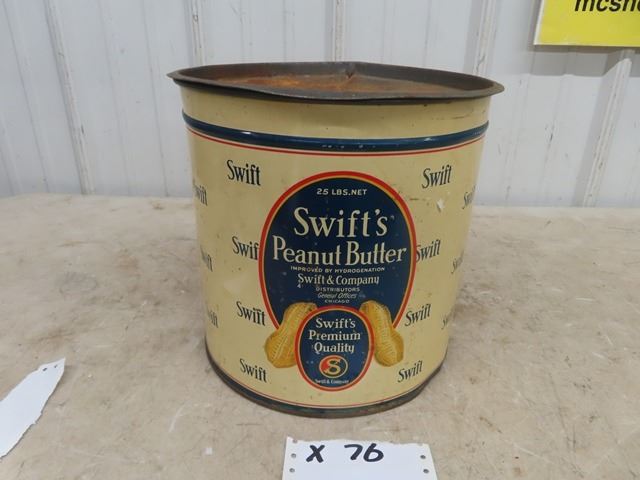 mcsh
Swift
Swift
25 LBS. NET
Swift's
Peanut Butter
IMPROVED BY HYDROGENATION
Swift & Company
DISTRIBUTORS
General Offices
CHICAGO
Swift's
Premium
Quality
S
Swift & Company
Swift
Swift
Swift
Swift
Swift
Swift
Swift
Swift
Swift
X 76